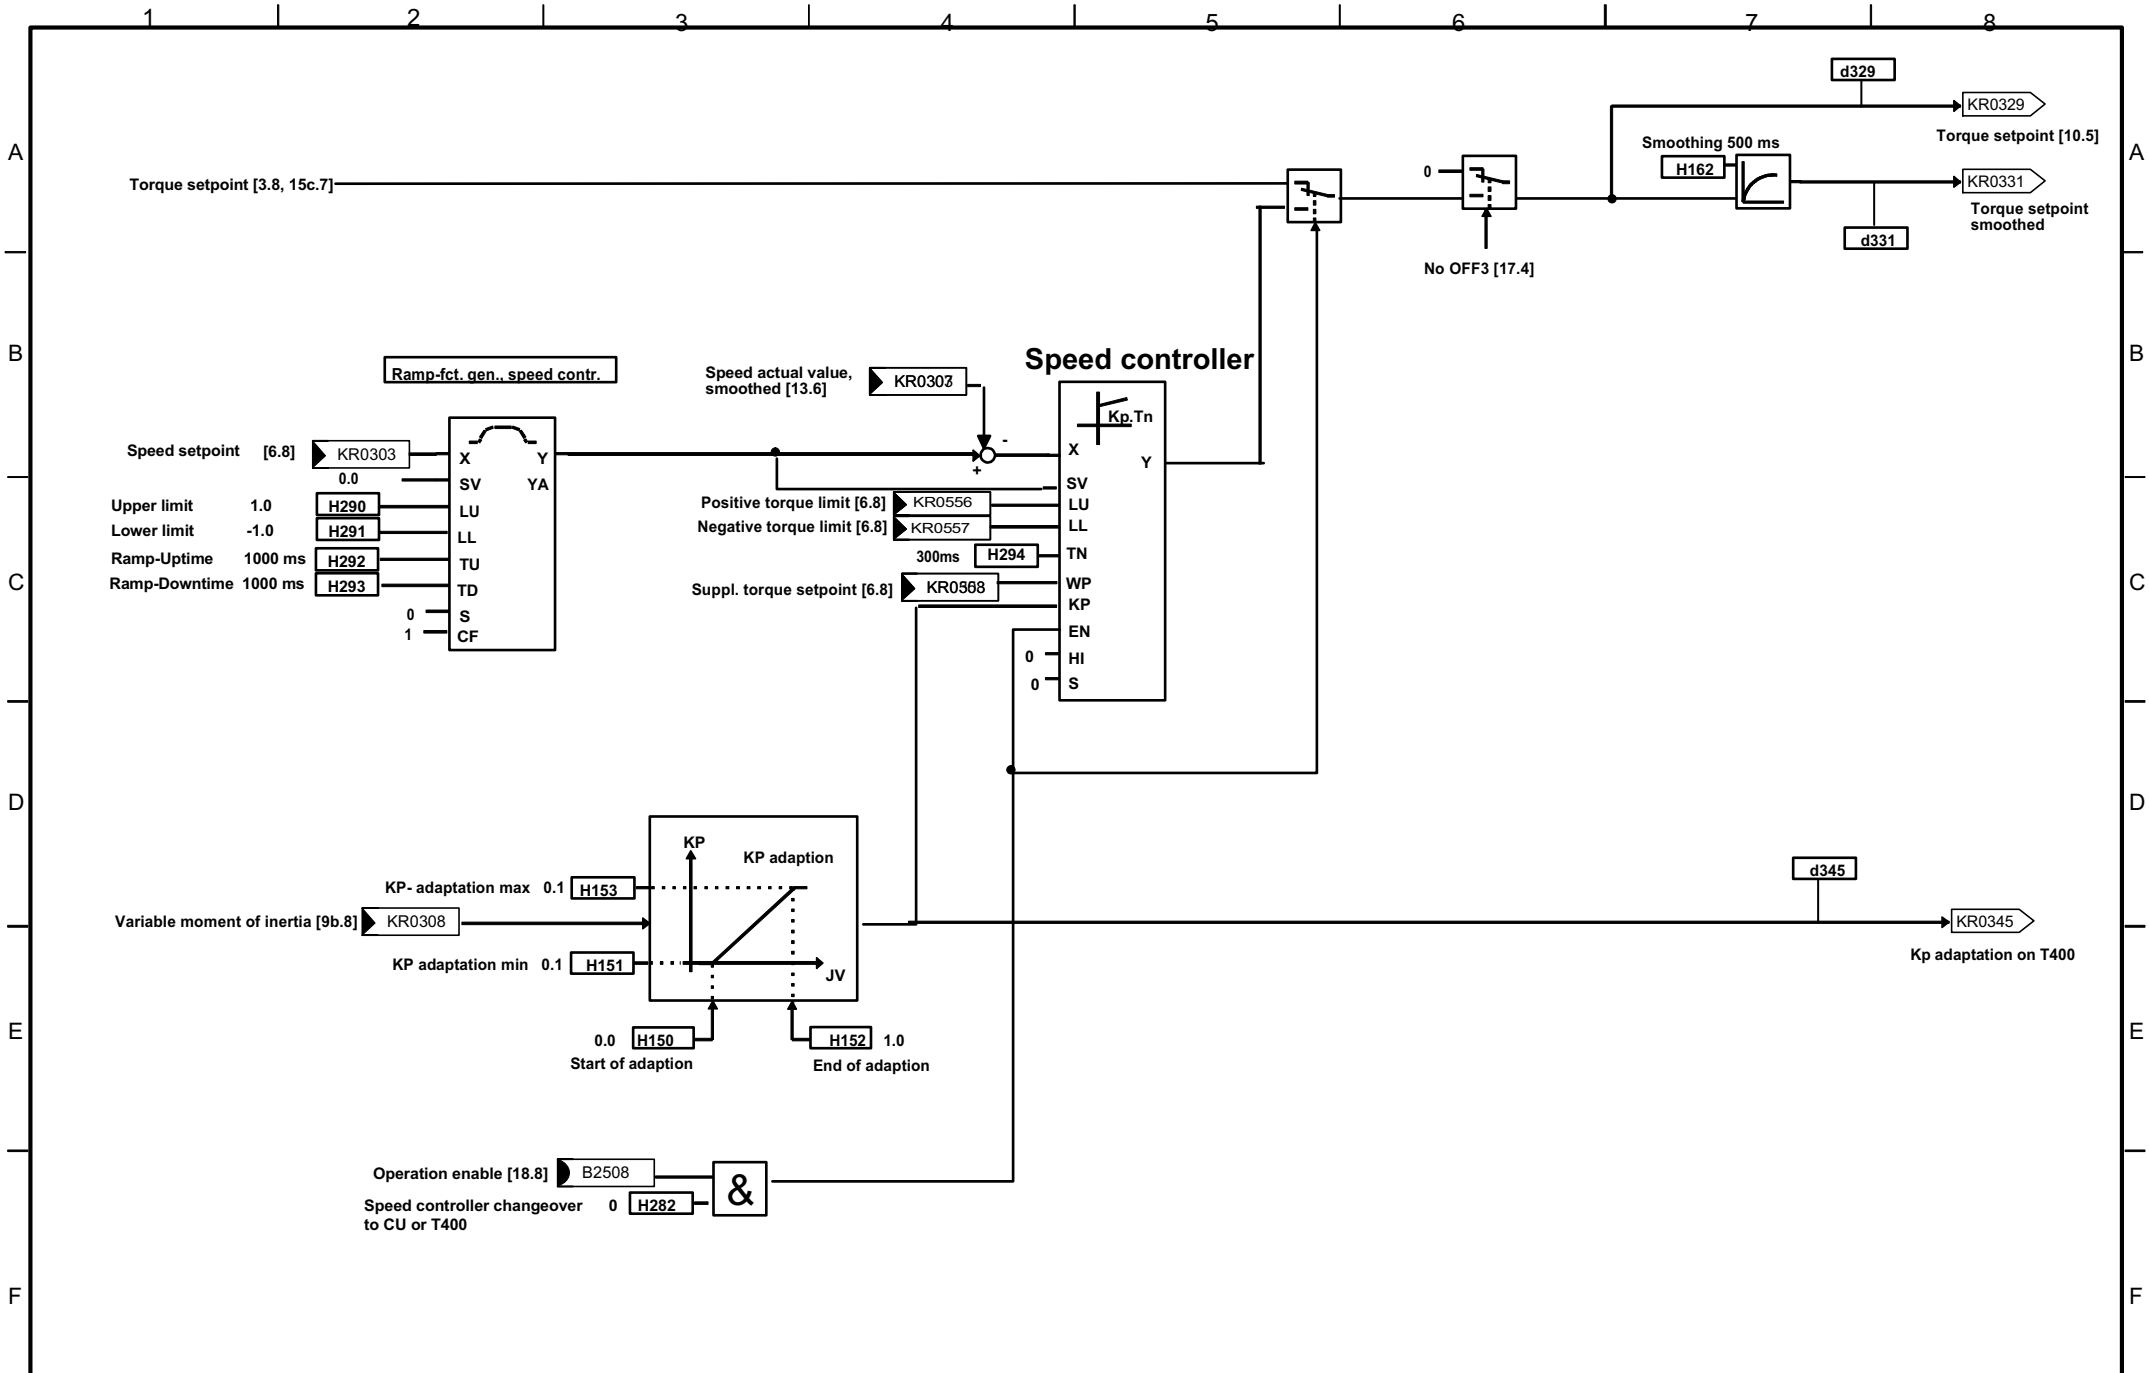 1 2 3 4 5 6 7 8
d329
KR0329
Torque setpoint [10.5]
A A
Smoothing 500 ms
H162
0
Torque setpoint [3.8, 15c.7]
KR0331
Torque setpoint
smoothed
d331
No OFF3 [17.4]
B B
Speed controller
Ramp-fct. gen., speed contr.
Speed actual value,
smoothed [13.6]
Kp.Tn
Speed setpoint [6.8] KR0303
X Y
- +
X
Y
0.0
SV YA
SV
Upper limit 1.0 H290 LU
Positive torque limit [6.8] KR0556 LU
Lower limit -1.0 H291 LL
Negative torque limit [6.8] KR0557 LL
Ramp-Uptime 1000 ms H292 TU
300ms H294 TN
C C
Ramp-Downtime 1000 ms H293 TD
Suppl. torque setpoint [6.8] WP
KP
0 S
1 CF
EN
0 HI
0 S
D D
KP
KP adaption
d345
KP- adaptation max 0.1 H153
Variable moment of inertia [9b.8] KR0308
KR0345
KP adaptation min 0.1 H151
JV
Kp adaptation on T400
E E
0.0 H150
H152 1.0
Start of adaption
End of adaption
Operation enable [18.8] B2508
&
Speed controller changeover 0 H282
to CU or T400
F F